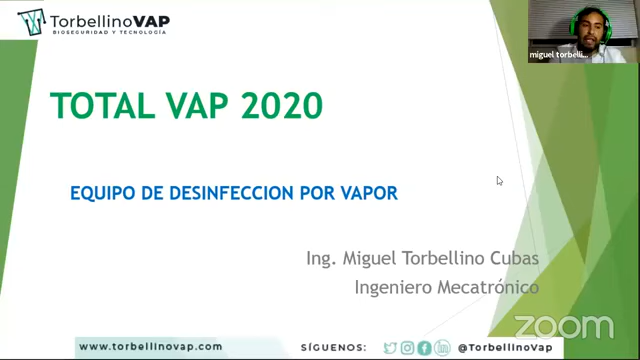 TorbellinoVAP
BIOSEGURIDAD Y TECNOLOGÍA
miguel torbelli...
TOTAL VAP 2020
EQUIPO DE DESINFECCION POR VAPOR
Ing. Miguel Torbellino Cubas
Ingeniero Mecatrónico
zoom
www.torbellinovap.com
SÍGUENOS:
@TorbellinoVap